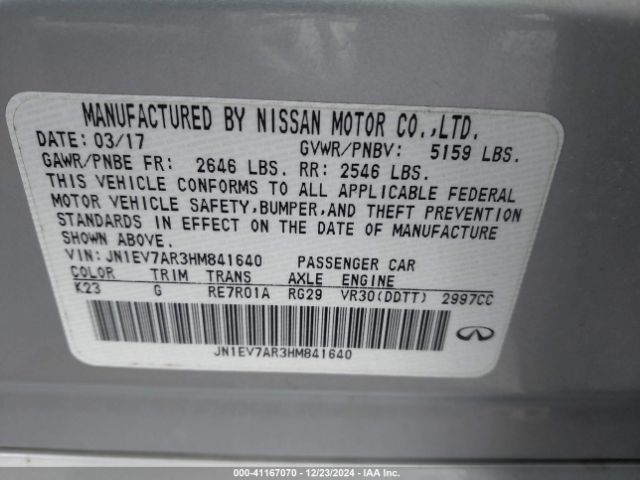 MANUFACTURED BY NISSAN MOTOR CO.,LTD.
DATE: 03/17 GVWR/PNBV: 5159 LBS.
GAWR/PNBE FR: 2646 LBS. RR: 2546 LBS.
THIS VEHICLE CONFORMS TO ALL APPLICABLE FEDERAL
MOTOR VEHICLE SAFETY,BUMPER,AND THEFT PREVENTION
STANDARDS IN EFFECT ON THE DATE OF MANUFACTURE
SHOWN ABOVE.
VIN: JN1EV7AR3HM841640 PASSENGER CAR
COLOR TRIM TRANS AXLE ENGINE
K23 G RE7R01A RG29 VR30(DDTT) 2997CC
JN1EV7AR3HM841640
000-41167070 - 12/23/2024 - IAA Inc.